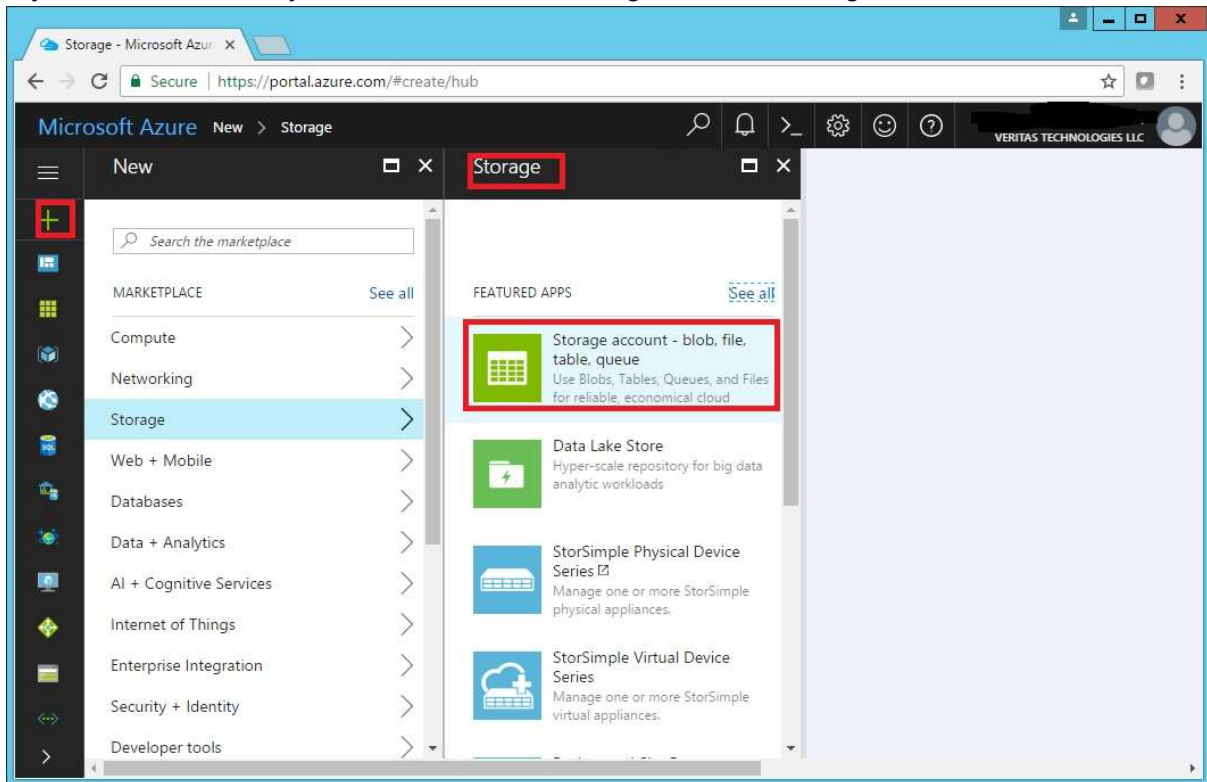 Storage - Microsoft Azur
Secure | https://portal.azure.com/#create/hub
Microsoft Azure New > Storage
VERITAS TECHNOLOGIES LLC
New
Storage
Search the marketplace
MARKETPLACE See all
FEATURED APPS See all
Compute
Networking
Storage
Web + Mobile
Databases
Data + Analytics
AI + Cognitive Services
Internet of Things
Enterprise Integration
Security + Identity
Developer tools
Storage account - blob, file,
table, queue
Use Blobs, Tables, Queues, and Files
for reliable, economical cloud
Data Lake Store
Hyper-scale repository for big data
analytic workloads
StorSimple Physical Device
Series
Manage one or more StorSimple
physical appliances.
StorSimple Virtual Device
Series
Manage one or more StorSimple
virtual appliances.
SQL